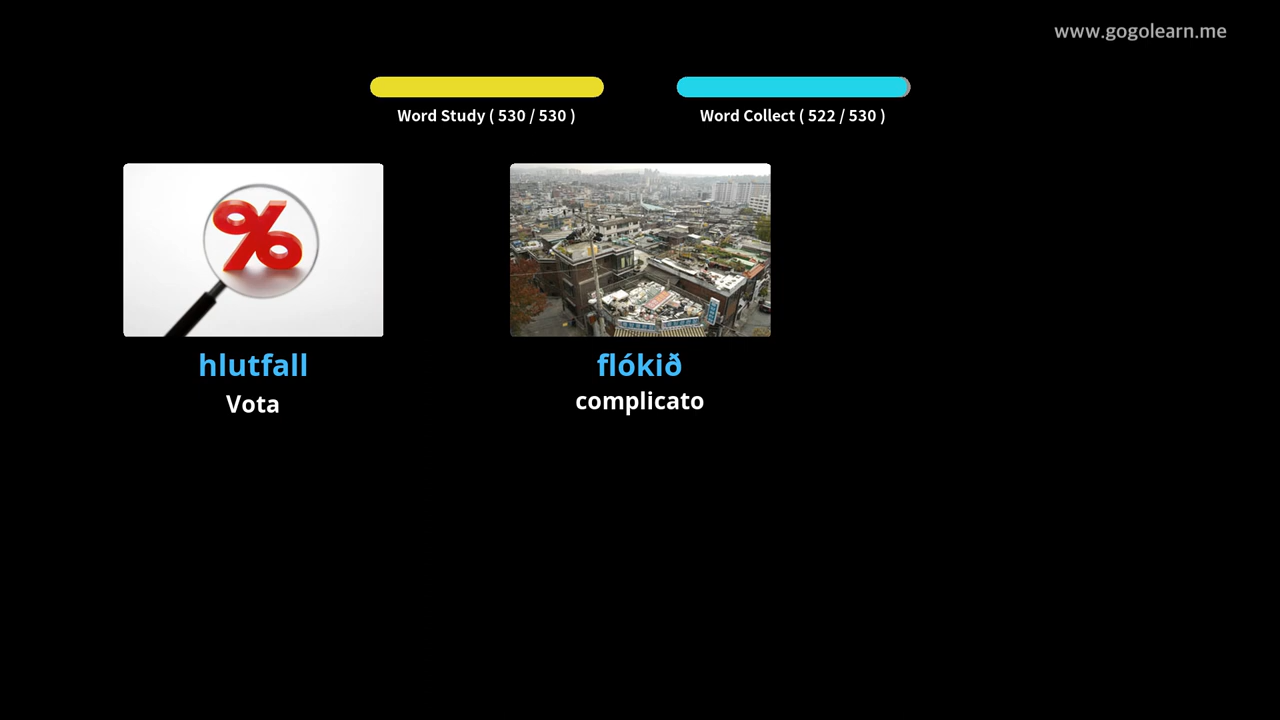 www.gogolearn.me
Word Study ( 530 / 530 )
Word Collect ( 522 / 530 )
%
hlutfall
Vota
flókið
complicato